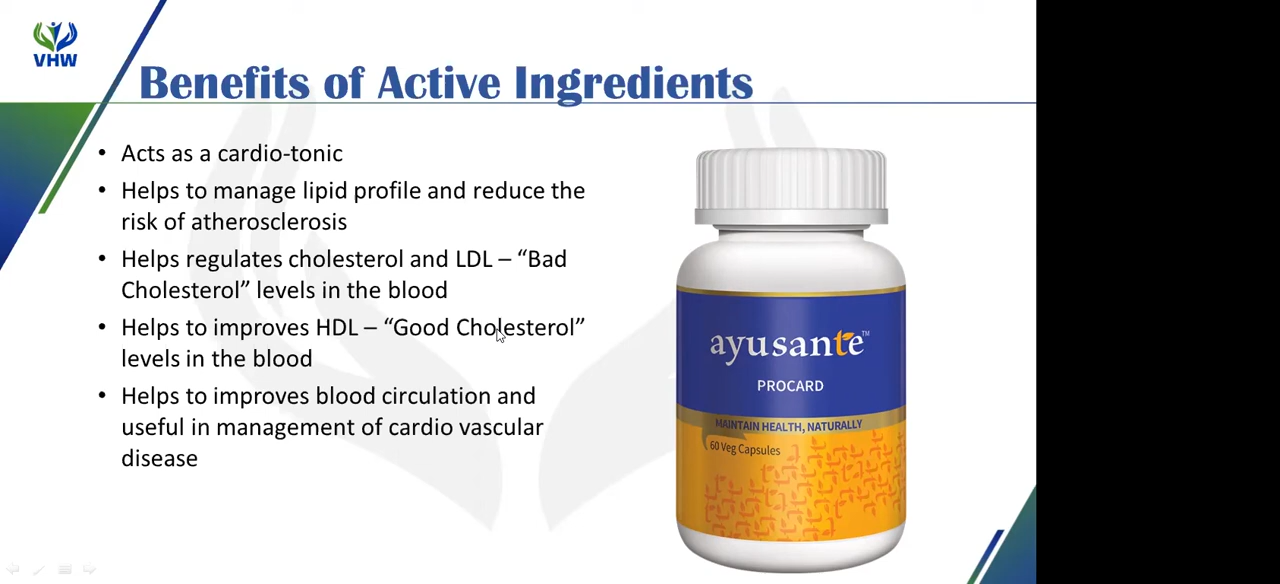 VHW
Benefits of Active Ingredients
• Acts as a cardio-tonic
• Helps to manage lipid profile and reduce the
risk of atherosclerosis
• Helps regulates cholesterol and LDL – “Bad
Cholesterol” levels in the blood
• Helps to improves HDL – “Good Cholesterol”
levels in the blood
• Helps to improves blood circulation and
useful in management of cardio vascular
disease
ayusante™
PROCARD
MAINTAIN HEALTH, NATURALLY
60 Veg Capsules